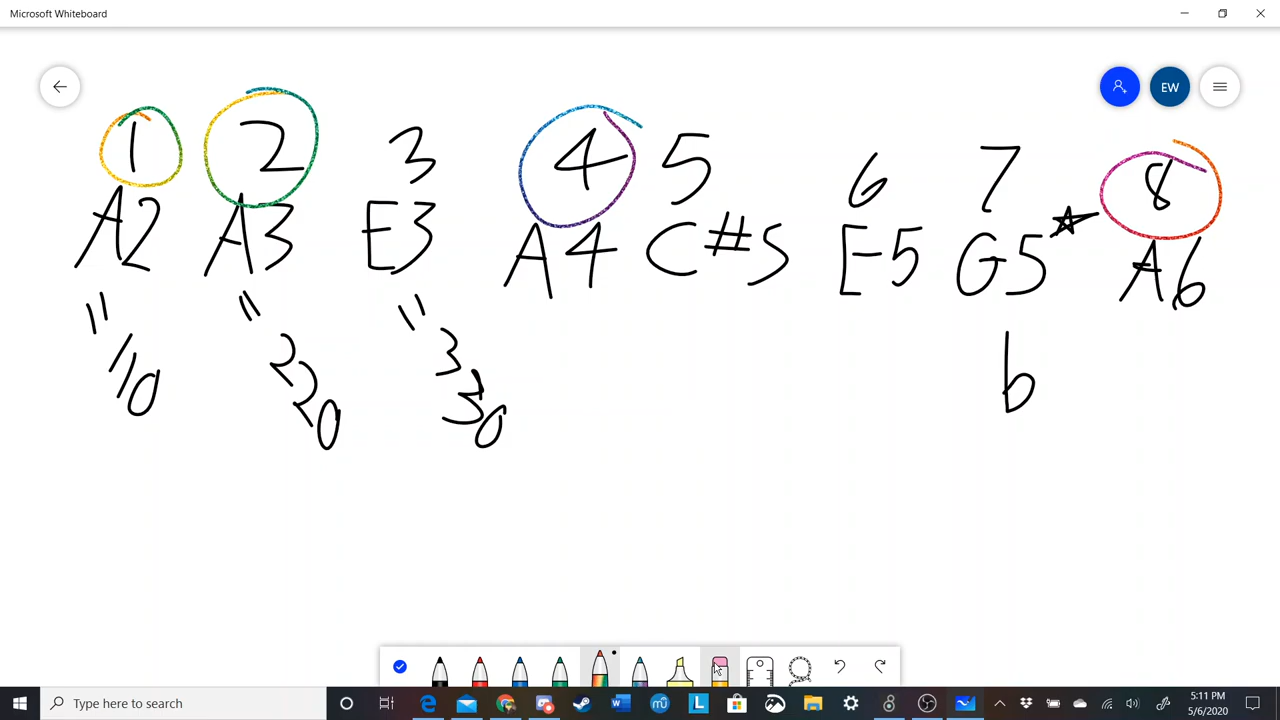 Microsoft Whiteboard
EW
1 2 3 4 5 6 7 8
A2 A3 E3 A4 C#5 E5 G5★ A6
" 110 " 220 " 330 b
Type here to search
5:11 PM
5/6/2020